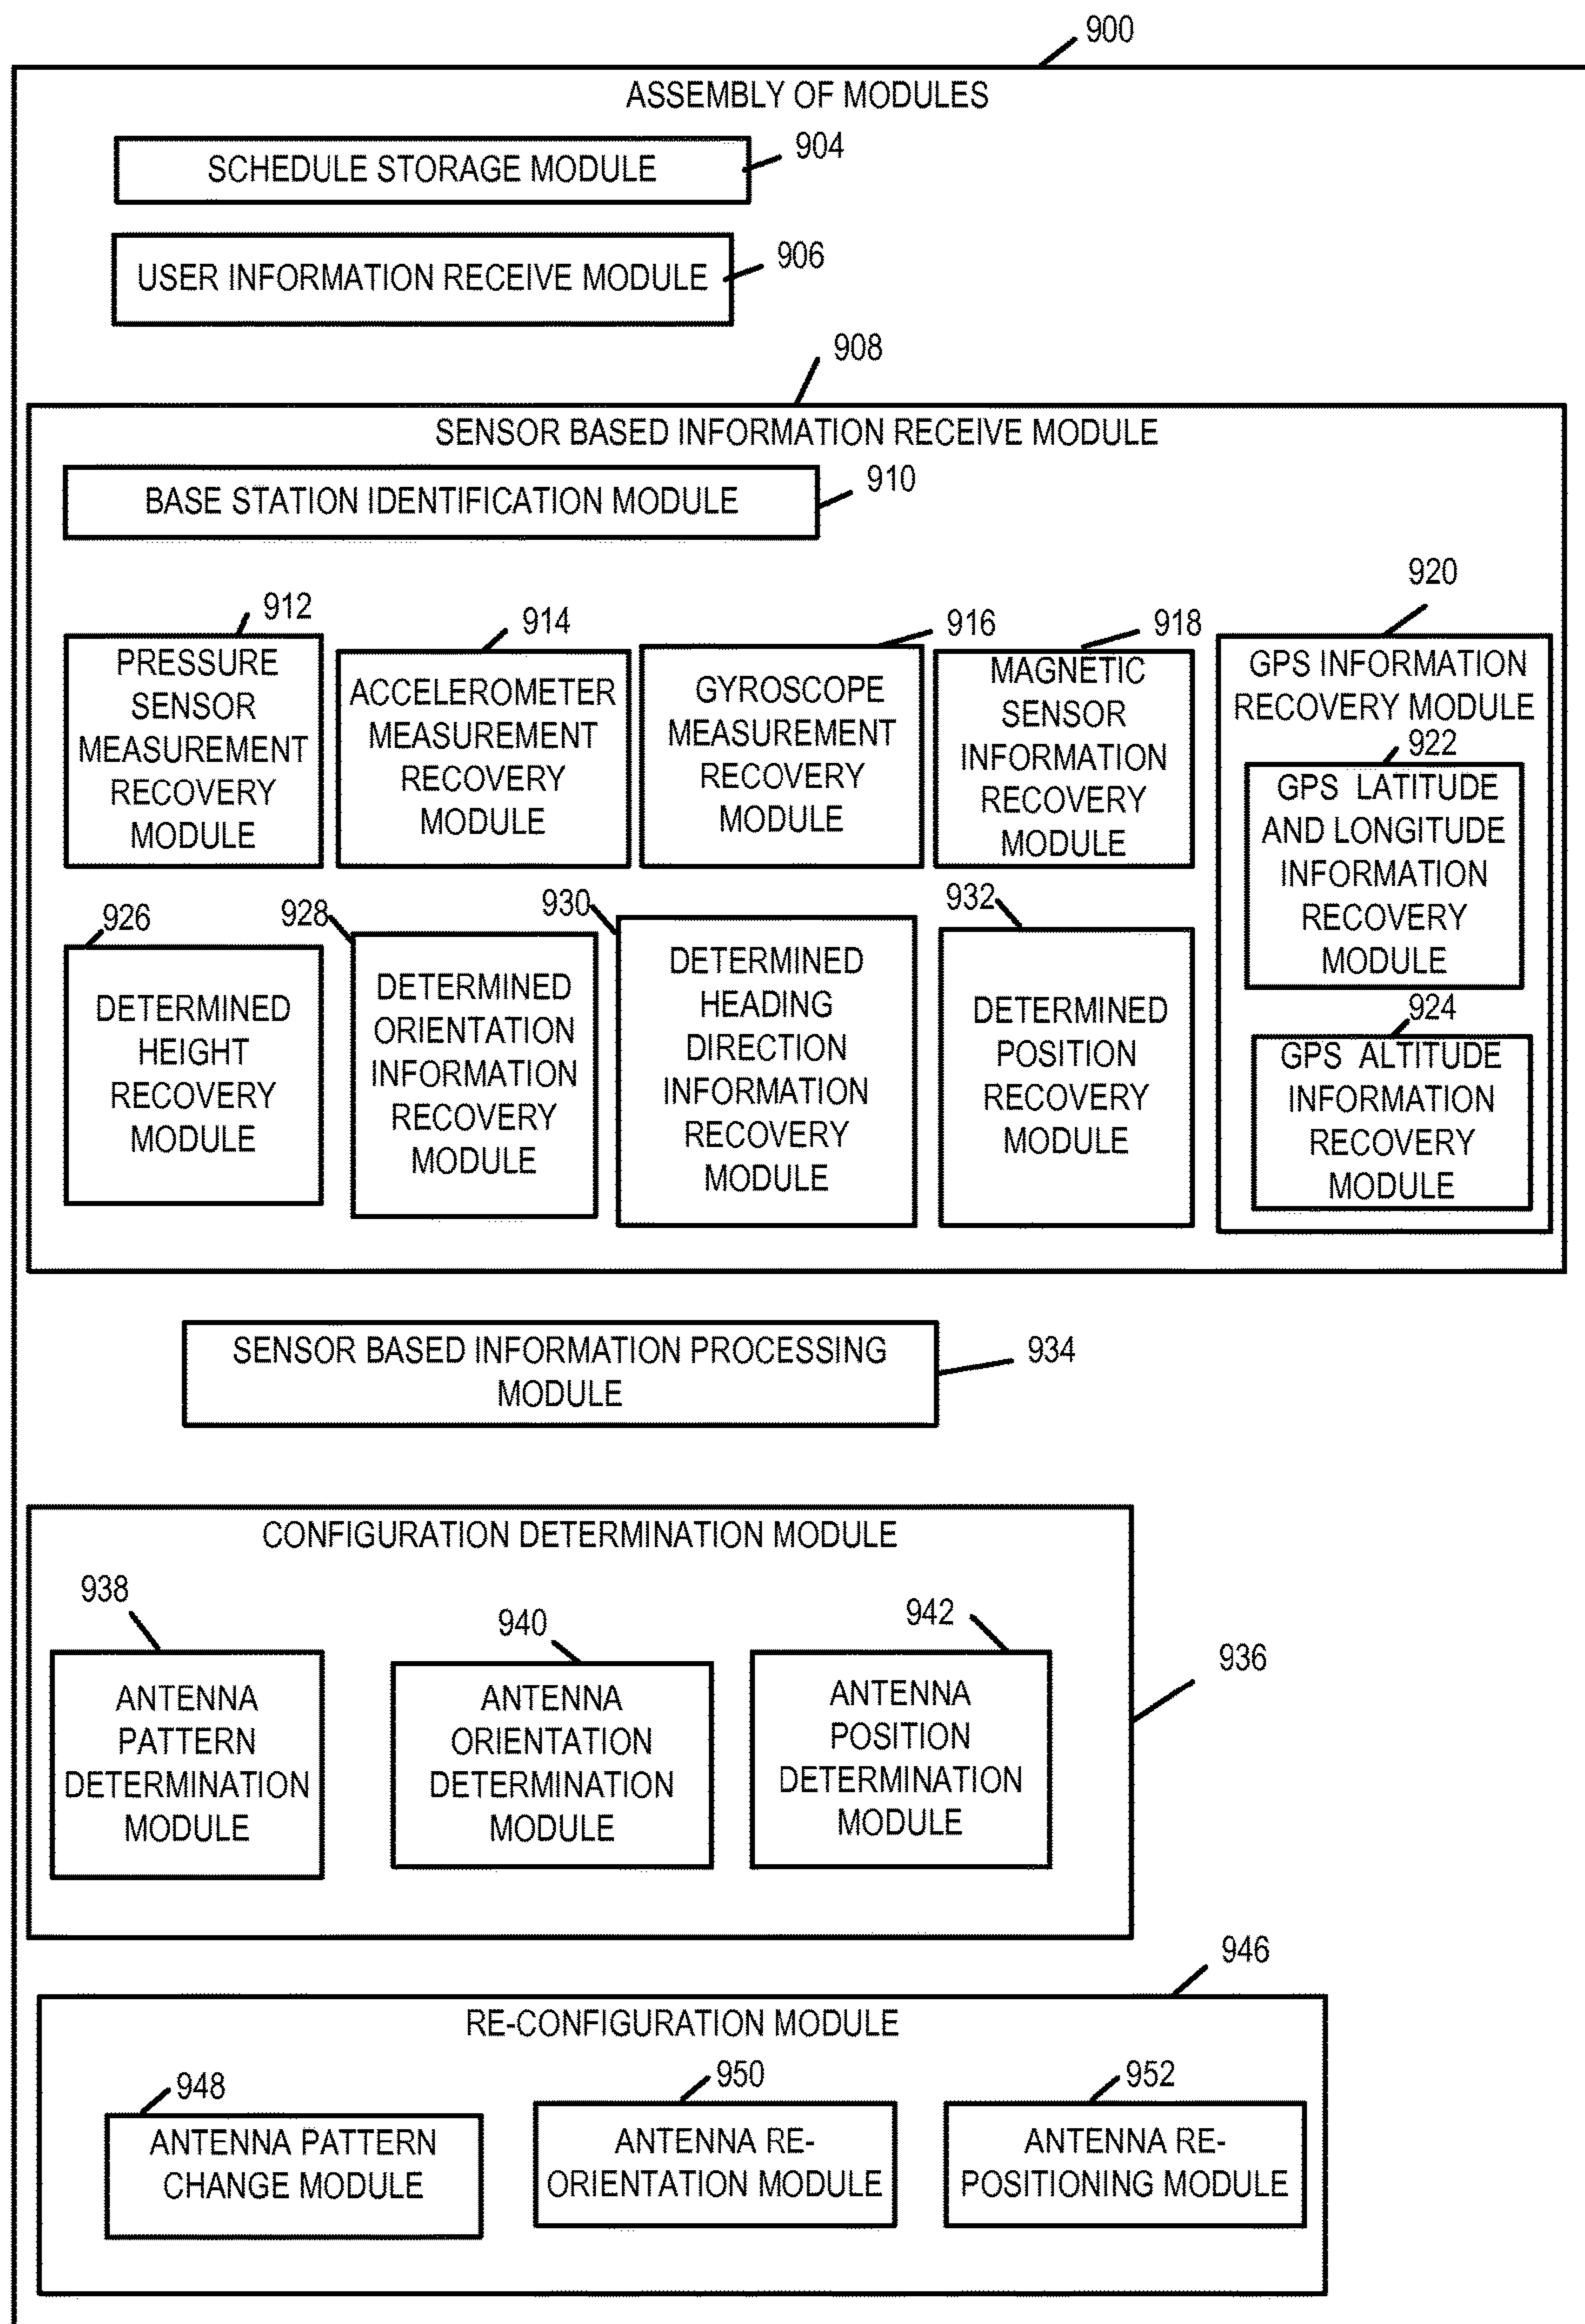 900
ASSEMBLY OF MODULES
SCHEDULE STORAGE MODULE
904
USER INFORMATION RECEIVE MODULE
906
908
SENSOR BASED INFORMATION RECEIVE MODULE
BASE STATION IDENTIFICATION MODULE
910
912
PRESSURE
SENSOR
MEASUREMENT
RECOVERY
MODULE
914
ACCELEROMETER
MEASUREMENT
RECOVERY
MODULE
916
GYROSCOPE
MEASUREMENT
RECOVERY
MODULE
918
MAGNETIC
SENSOR
INFORMATION
RECOVERY
MODULE
920
GPS INFORMATION
RECOVERY MODULE
922
GPS LATITUDE
AND LONGITUDE
INFORMATION
RECOVERY
MODULE
924
GPS ALTITUDE
INFORMATION
RECOVERY
MODULE
926
DETERMINED
HEIGHT
RECOVERY
MODULE
928
DETERMINED
ORIENTATION
INFORMATION
RECOVERY
MODULE
930
DETERMINED
HEADING
DIRECTION
INFORMATION
RECOVERY
MODULE
932
DETERMINED
POSITION
RECOVERY
MODULE
SENSOR BASED INFORMATION PROCESSING
MODULE
934
CONFIGURATION DETERMINATION MODULE
936
938
ANTENNA
PATTERN
DETERMINATION
MODULE
940
ANTENNA
ORIENTATION
DETERMINATION
MODULE
942
ANTENNA
POSITION
DETERMINATION
MODULE
946
RE-CONFIGURATION MODULE
948
ANTENNA PATTERN
CHANGE MODULE
950
ANTENNA RE-
ORIENTATION MODULE
952
ANTENNA RE-
POSITIONING MODULE